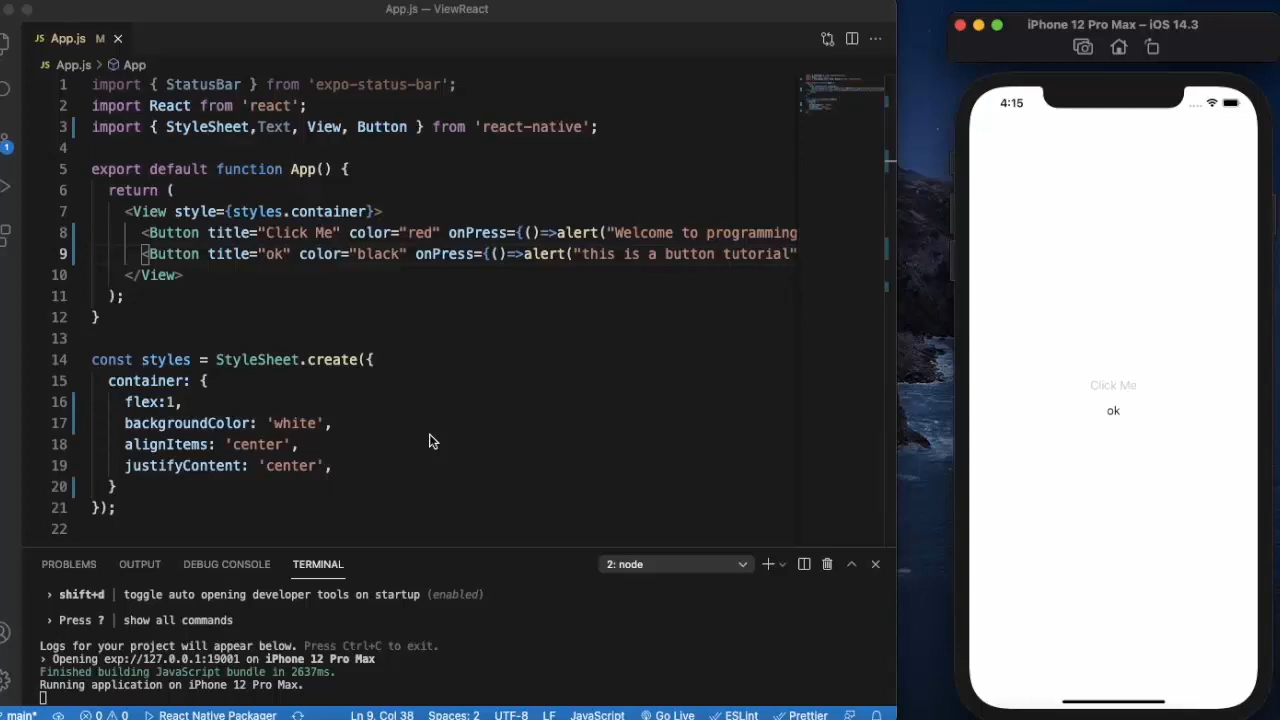 App.js — ViewReact
JS App.js M
JS App.js > App
1 import { StatusBar } from 'expo-status-bar';
2 import React from 'react';
3 import { StyleSheet,Text, View, Button } from 'react-native';
4
5 export default function App() {
6 return (
7 <View style={styles.container}>
8 <Button title="Click Me" color="red" onPress={()=>alert("Welcome to programming
9 <Button title="ok" color="black" onPress={()=>alert("this is a button tutorial"
10 </View>
11 );
12 }
13
14 const styles = StyleSheet.create({
15 container: {
16 flex:1,
17 backgroundColor: 'white',
18 alignItems: 'center',
19 justifyContent: 'center',
20 }
21 });
22
1
PROBLEMS OUTPUT DEBUG CONSOLE TERMINAL 2: node
› shift+d | toggle auto opening developer tools on startup (enabled)
› Press ? | show all commands
Logs for your project will appear below. Press Ctrl+C to exit.
› Opening exp://127.0.0.1:19001 on iPhone 12 Pro Max
Finished building JavaScript bundle in 2637ms.
Running application on iPhone 12 Pro Max.
main* 0 0 React Native Packager Ln 9, Col 38 Spaces: 2 UTF-8 LF JavaScript Go Live ESLint Prettier
iPhone 12 Pro Max – iOS 14.3
4:15
Click Me
ok